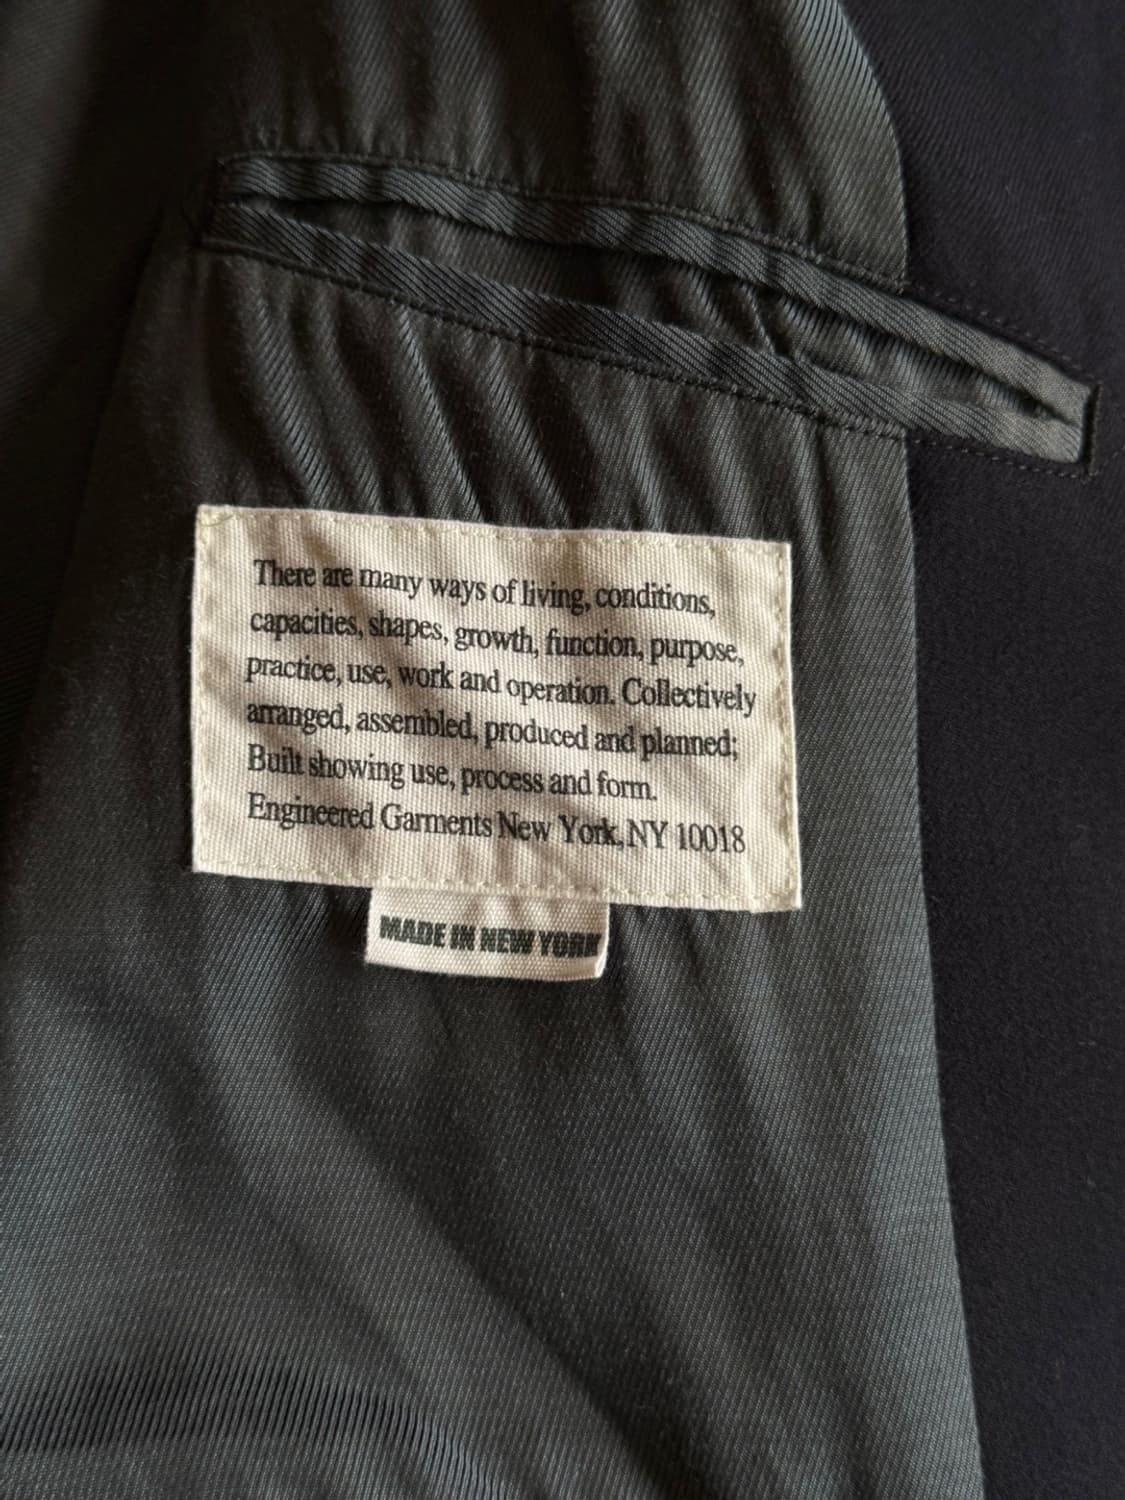 There are many ways of living, conditions,
capacities, shapes, growth, function, purpose,
practice, use, work and operation. Collectively
arranged, assembled, produced and planned;
Built showing use, process and form.
Engineered Garments New York, NY 10018
MADE IN NEW YORK